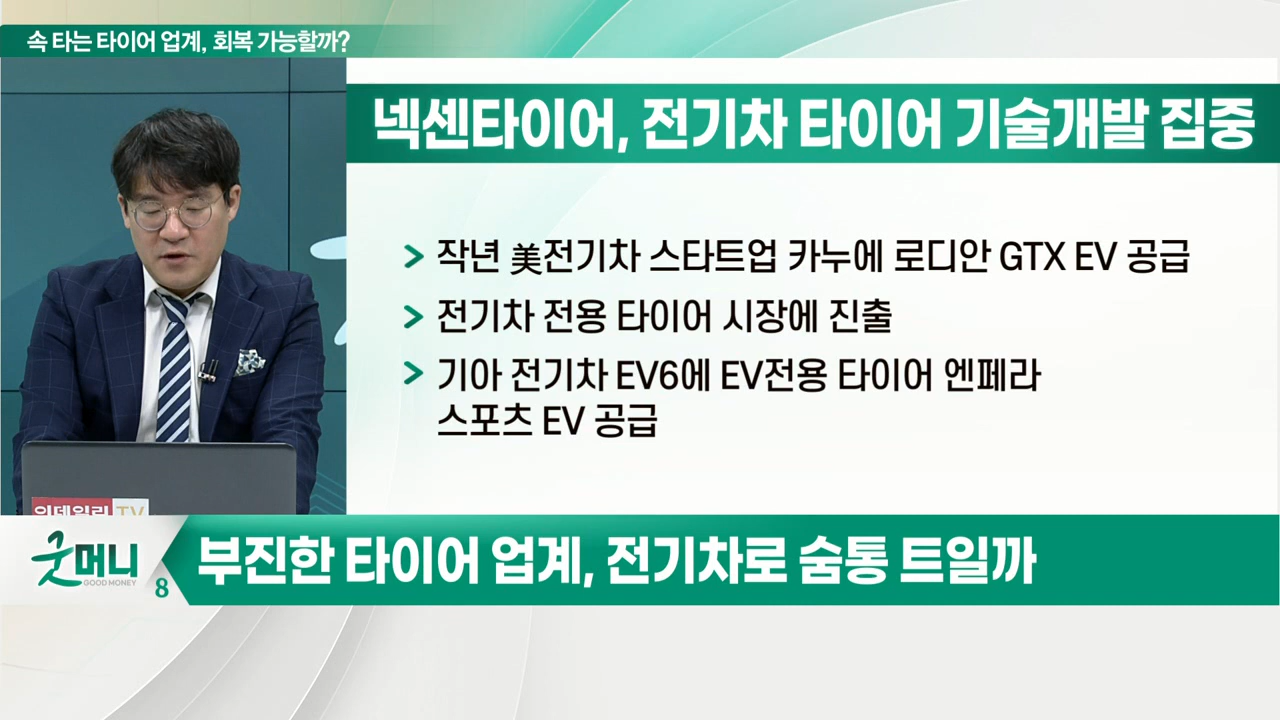 속 타는 타이어 업계, 회복 가능할까?
넥센타이어, 전기차 타이어 기술개발 집중
> 작년 美전기차 스타트업 카누에 로디안 GTX EV 공급
> 전기차 전용 타이어 시장에 진출
> 기아 전기차 EV6에 EV전용 타이어 엔페라
스포츠 EV 공급
이데일리 TV
굿머니
GOOD MONEY
8
부진한 타이어 업계, 전기차로 숨통 트일까